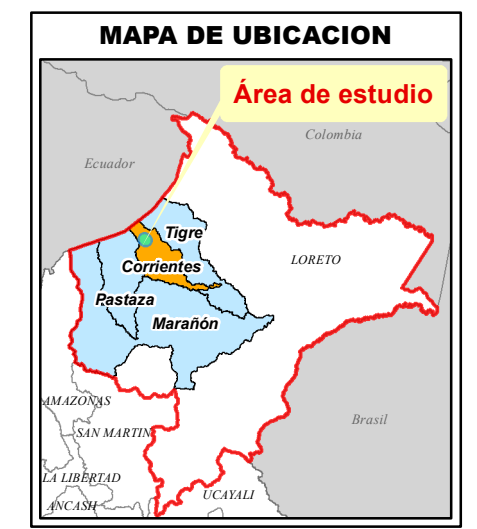 MAPA DE UBICACION
Área de estudio
Colombia
Ecuador
Tigre
LORETO
Corrientes
Pastaza
Marañón
AMAZONAS
Brasil
SAN MARTIN
LA LIBERTAD
UCAYALI
ANCASH